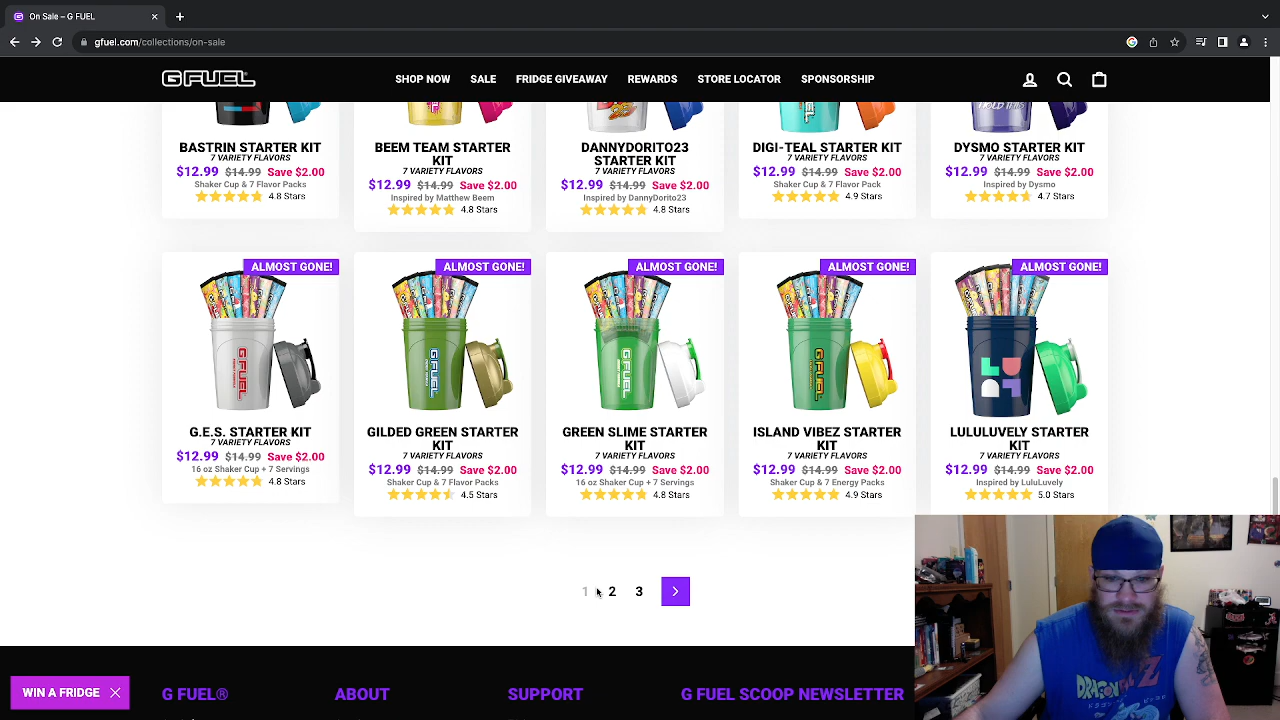 On Sale – G FUEL
gfuel.com/collections/on-sale
G FUEL
SHOP NOW SALE FRIDGE GIVEAWAY REWARDS STORE LOCATOR SPONSORSHIP
BASTRIN STARTER KIT
7 VARIETY FLAVORS
$12.99 $14.99 Save $2.00
Shaker Cup & 7 Flavor Packs
4.8 Stars
BEEM TEAM STARTER
KIT
7 VARIETY FLAVORS
$12.99 $14.99 Save $2.00
Inspired by Matthew Beem
4.8 Stars
DANNYDORITO23
STARTER KIT
7 VARIETY FLAVORS
$12.99 $14.99 Save $2.00
Inspired by DannyDorito23
4.8 Stars
DIGI-TEAL STARTER KIT
7 VARIETY FLAVORS
$12.99 $14.99 Save $2.00
Shaker Cup & 7 Flavor Pack
4.9 Stars
DYSMO STARTER KIT
7 VARIETY FLAVORS
$12.99 $14.99 Save $2.00
Inspired by Dysmo
4.7 Stars
ALMOST GONE!
G FUEL
G.E.S. STARTER KIT
7 VARIETY FLAVORS
$12.99 $14.99 Save $2.00
16 oz Shaker Cup + 7 Servings
4.8 Stars
ALMOST GONE!
G FUEL
GILDED GREEN STARTER
KIT
7 VARIETY FLAVORS
$12.99 $14.99 Save $2.00
Shaker Cup & 7 Flavor Packs
4.5 Stars
ALMOST GONE!
G FUEL
GREEN SLIME STARTER
KIT
7 VARIETY FLAVORS
$12.99 $14.99 Save $2.00
16 oz Shaker Cup + 7 Servings
4.8 Stars
ALMOST GONE!
G FUEL
ISLAND VIBEZ STARTER
KIT
7 VARIETY FLAVORS
$12.99 $14.99 Save $2.00
Shaker Cup & 7 Energy Packs
4.9 Stars
ALMOST GONE!
LULULUVELY STARTER
KIT
7 VARIETY FLAVORS
$12.99 $14.99 Save $2.00
Inspired by LuluLuvely
5.0 Stars
1 2 3
WIN A FRIDGE
G FUEL®
ABOUT
SUPPORT
G FUEL SCOOP NEWSLETTER
DRAGON BALL Z